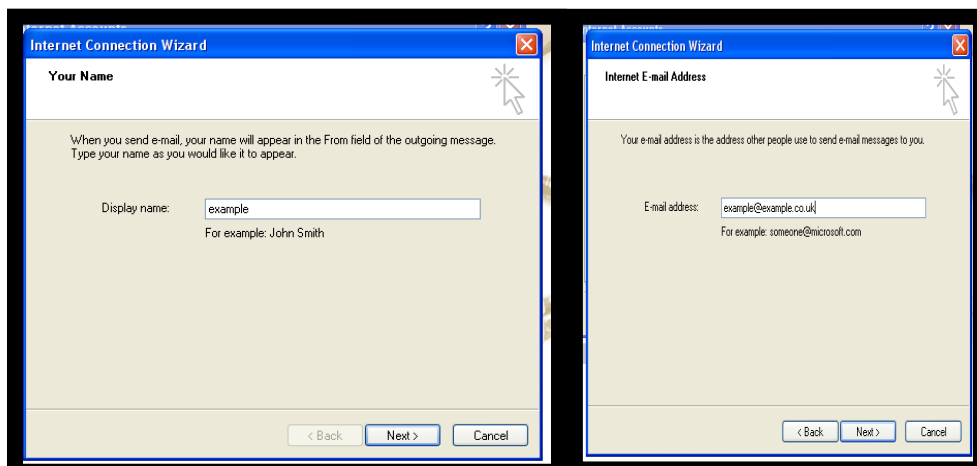 Internet Connection Wizard
Your Name
When you send e-mail, your name will appear in the From field of the outgoing message.
Type your name as you would like it to appear.
Display name:
example
For example: John Smith
< Back
Next >
Cancel
Internet Connection Wizard
Internet E-mail Address
Your e-mail address is the address other people use to send e-mail messages to you.
E-mail address:
example@example.co.uk
For example: someone@microsoft.com
< Back
Next >
Cancel